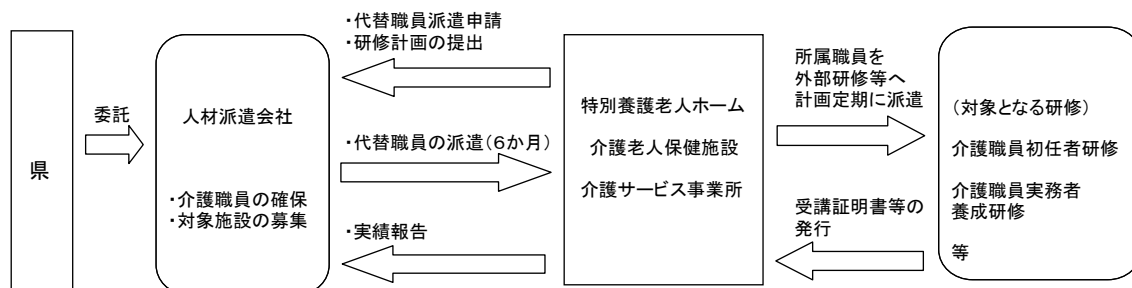 県
委託
人材派遣会社
・介護職員の確保
・対象施設の募集
・代替職員派遣申請
・研修計画の提出
・代替職員の派遣(6か月)
・実績報告
特別養護老人ホーム
介護老人保健施設
介護サービス事業所
所属職員を
外部研修等へ
計画定期に派遣
受講証明書等の
発行
(対象となる研修)
介護職員初任者研修
介護職員実務者
養成研修
等